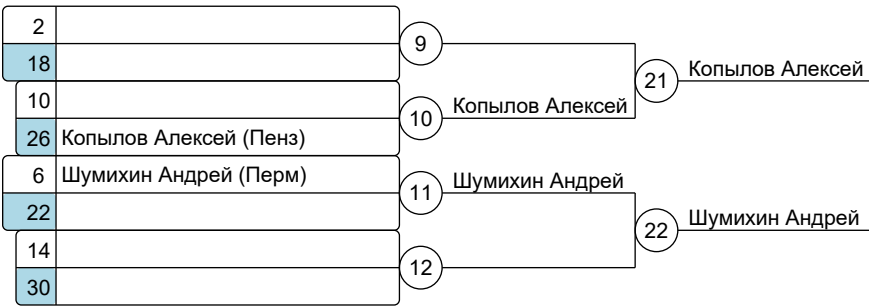 2
9
18
Копылов Алексей
21
10
Копылов Алексей
10
26 Копылов Алексей (Пенз)
6 Шумихин Андрей (Перм)
Шумихин Андрей
11
22
Шумихин Андрей
22
14
12
30